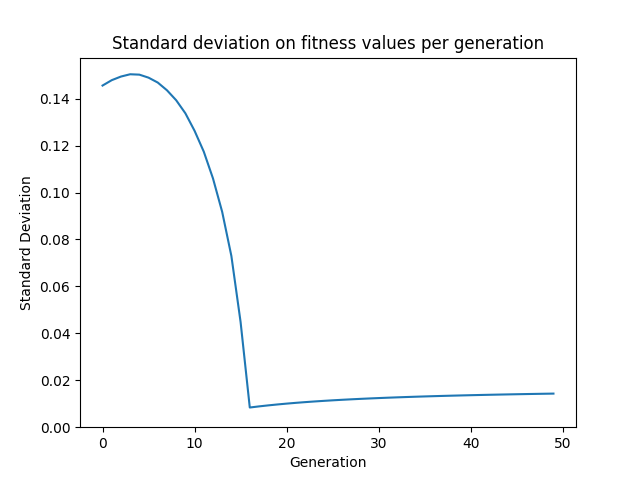 Standard deviation on fitness values per generation
0.14
0.12
0.10
0.08
0.06
0.04
0.02
0.00
Standard Deviation
0 10 20 30 40 50
Generation